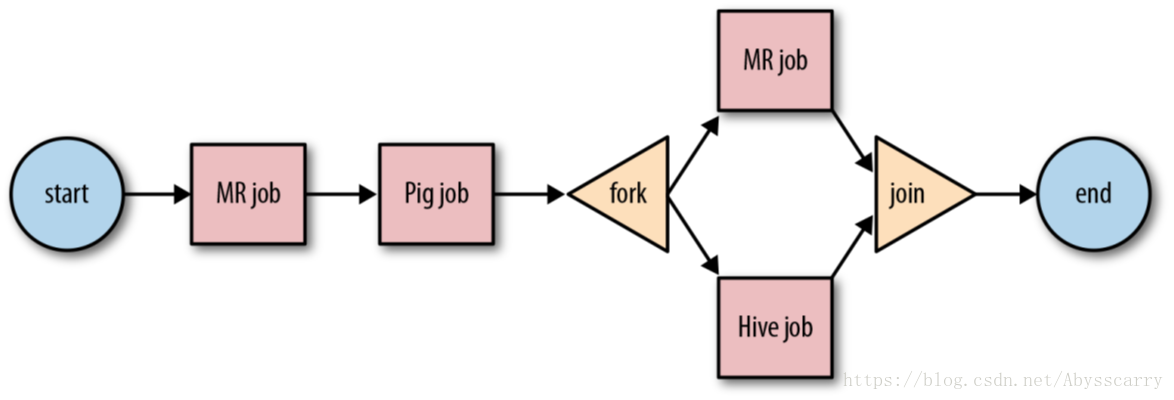 start
MR job
Pig job
fork
MR job
Hive job
join
end
https://blog.csdn.net/Abysscarry